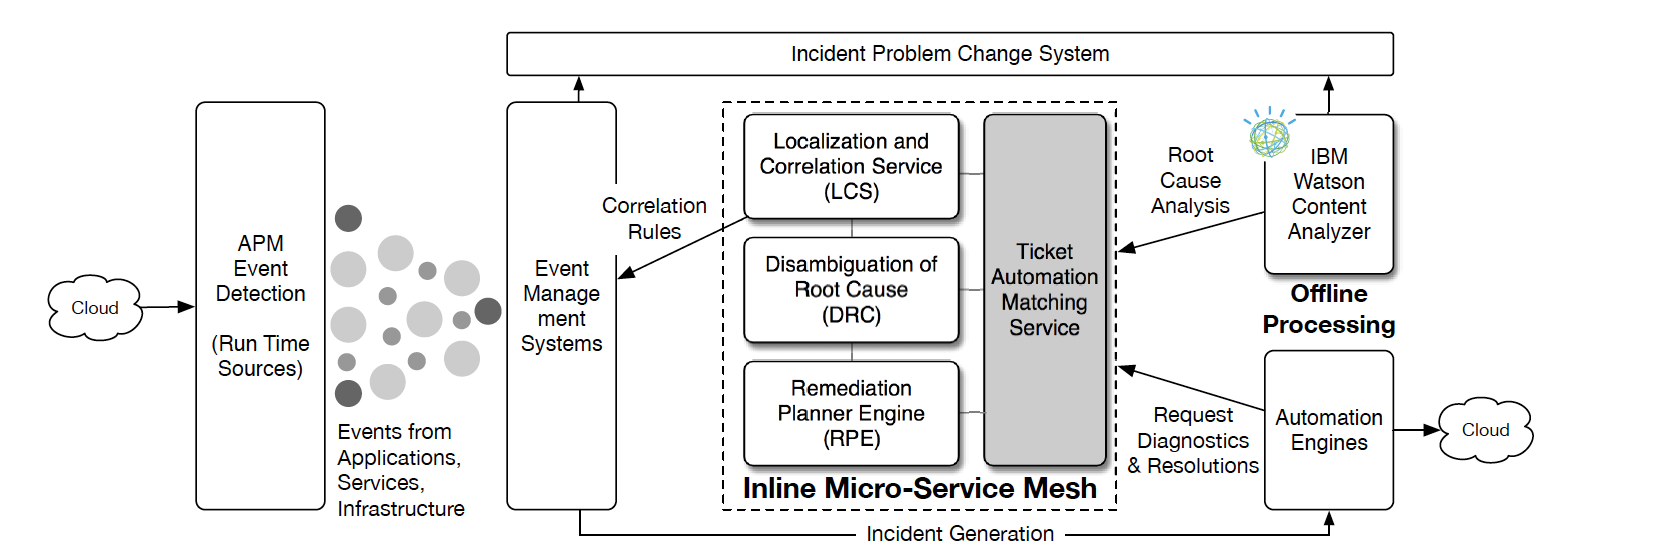 Incident Problem Change System
Cloud
APM
Event
Detection
(Run Time
Sources)
Events from
Applications,
Services,
Infrastructure
Event
Manage
ment
Systems
Correlation
Rules
Localization and
Correlation Service
(LCS)
Disambiguation of
Root Cause
(DRC)
Remediation
Planner Engine
(RPE)
Ticket
Automation
Matching
Service
Inline Micro-Service Mesh
Root
Cause
Analysis
IBM
Watson
Content
Analyzer
Offline
Processing
Request
Diagnostics
& Resolutions
Automation
Engines
Cloud
Incident Generation